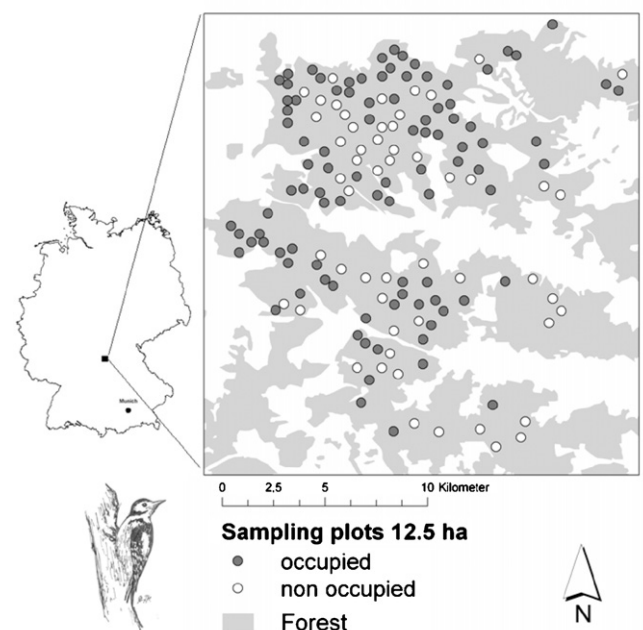 Munich
0 2,5 5 10 Kilometer
Sampling plots 12.5 ha
occupied
non occupied
Forest
N